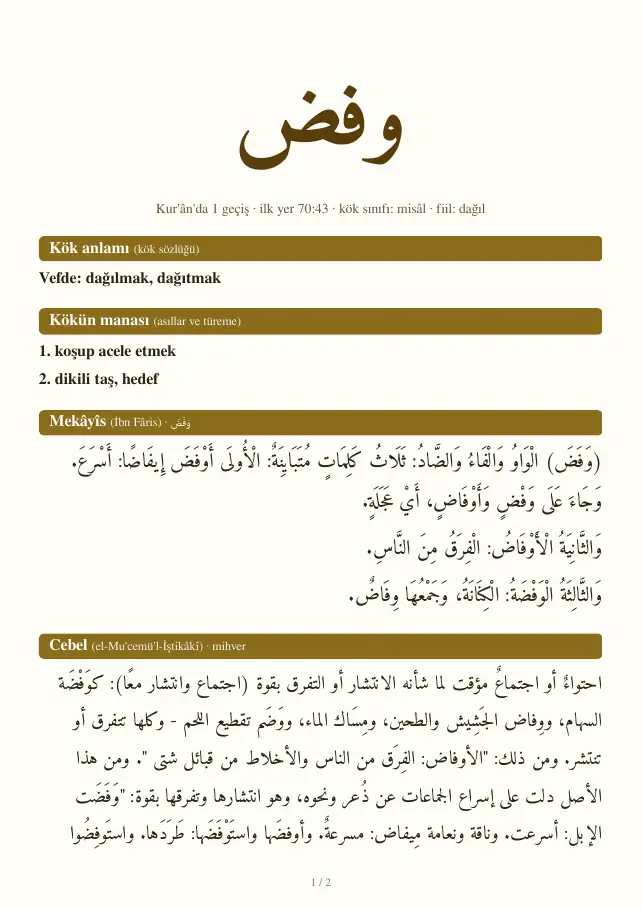 وفض
Kur'ân'da 1 geçiş · ilk yer 70:43 · kök sınıfı: misâl · fiil: dağıl
Kök anlamı (kök sözlüğü)
Vefde: dağılmak, dağıtmak
Kökün manası (asıllar ve türeme)
1. koşup acele etmek
2. dikili taş, hedef
Mekâyîs (İbn Fâris) · وَفَضَ
(وَفَضَ) الْوَاوُ وَالْفَاءُ وَالضَّادُ: ثَلَاثُ كَلِمَاتٍ مُتَبَايِنَةٌ: الْأُولَى أَوْفَضَ إِيفَاضًا: أَسْرَعَ.
وَجَاءَ عَلَى وَفْضٍ وَأَوْفَاضٍ، أَيْ عَجَلَةٍ.
وَالثَّانِيَةُ الْأَوْفَاضُ: الْفِرَقُ مِنَ النَّاسِ.
وَالثَّالِثَةُ الْوَفْضَةُ: الْكِنَانَةُ، وَجَمْعُهَا وِفَاضٌ.
Cebel (el-Mu'cemü'l-İştikâkî) · mihver
احتواءٌ أو اجتماعٌ مؤقت لما شأنه الانتشار أو التفرق بقوة (اجتماع وانتشار معًا): كوَفْضَة
السهام، ووِفاض الجَشِيش والطحين، ومِسَاك الماء، ووَضَم تقطيع اللحم - وكلها تتفرق أو
تنتشر. ومن ذلك: "الأوفاض: الفِرَق من الناس والأخلاط من قبائل شتى ". ومن هذا
الأصل دلت على إسراع الجماعات عن ذُعر ونحوه، وهو انتشارها وتفرقها بقوة: "وَفَضَت
الإبل: أسرعت. وناقة ونعامة مِيفاض: مسرعةٌ. وأوفضَها واستَوْفَضَها: طَرَدَها. واستَوفِضُوا
1 / 2